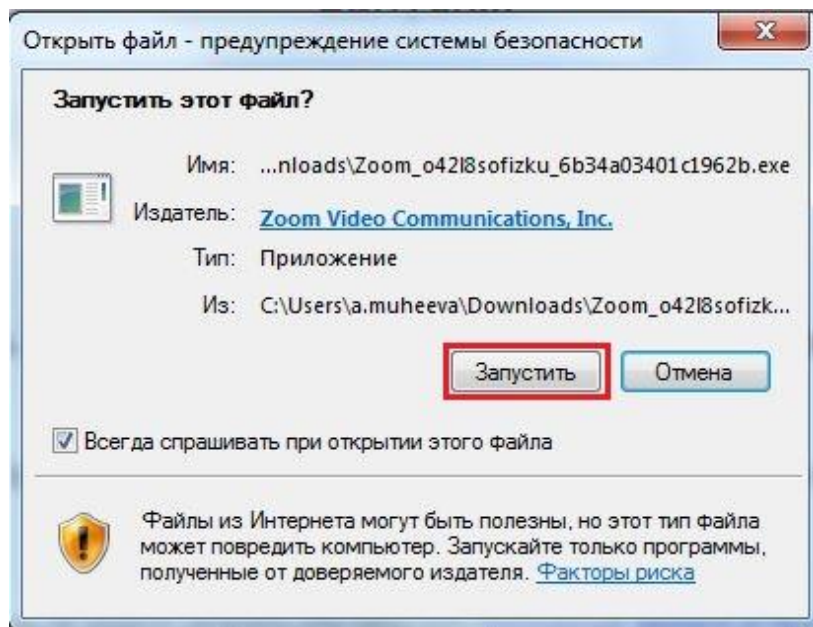 Открыть файл - предупреждение системы безопасности
Запустить этот файл?
Имя: ...nloads\Zoom_o42l8sofizku_6b34a03401c1962b.exe
Издатель: Zoom Video Communications, Inc.
Тип: Приложение
Из: C:\Users\a.muheeva\Downloads\Zoom_o42l8sofizk...
Запустить Отмена
Всегда спрашивать при открытии этого файла
Файлы из Интернета могут быть полезны, но этот тип файла
может повредить компьютер. Запускайте только программы,
полученные от доверяемого издателя. Факторы риска